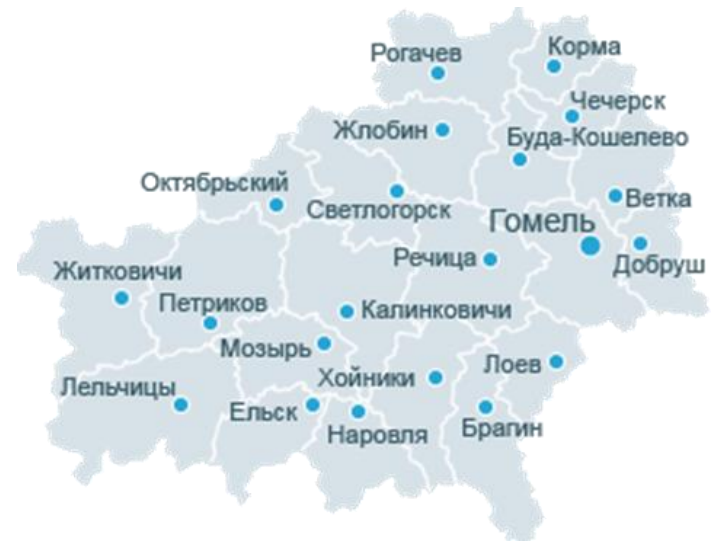 Корма
Рогачев
Чечерск
Жлобин
Буда-Кошелево
Октябрьский
Ветка
Светлогорск
Гомель
Речица
Добруш
Житковичи
Петриков
Калинковичи
Мозырь
Лоев
Хойники
Лельчицы
Ельск
Брагин
Наровля